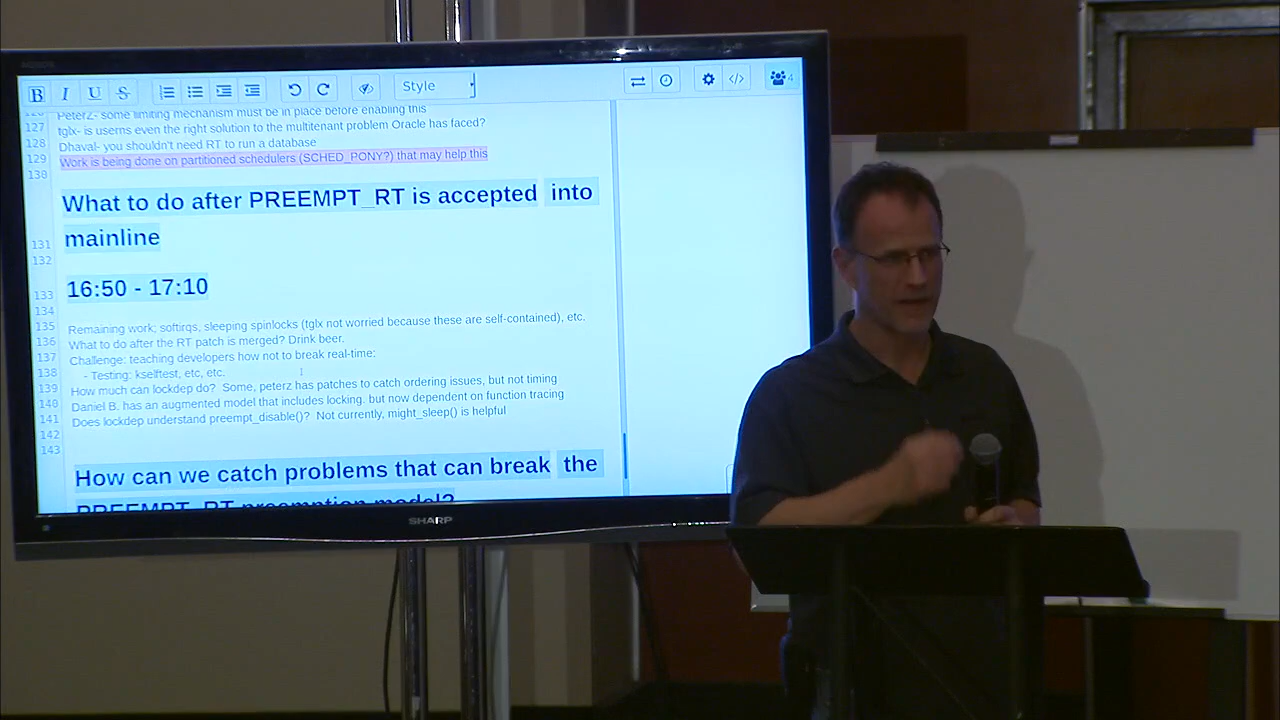 B I U S Style </> 4
PeterZ- some limiting mechanism must be in place before enabling this
127 tglx- is userns even the right solution to the multitenant problem Oracle has faced?
128 Dhaval- you shouldn't need RT to run a database
129 Work is being done on partitioned schedulers (SCHED_PONY?) that may help this
130
What to do after PREEMPT_RT is accepted into
131 mainline
132
133 16:50 - 17:10
134
135 Remaining work; softirqs, sleeping spinlocks (tglx not worried because these are self-contained), etc.
136 What to do after the RT patch is merged? Drink beer.
137 Challenge: teaching developers how not to break real-time:
138 - Testing: kselftest, etc, etc.
139 How much can lockdep do? Some, peterz has patches to catch ordering issues, but not timing
140 Daniel B. has an augmented model that includes locking. but now dependent on function tracing
141 Does lockdep understand preempt_disable()? Not currently, might_sleep() is helpful
142
143
How can we catch problems that can break the
PREEMPT_RT preemption model?
SHARP